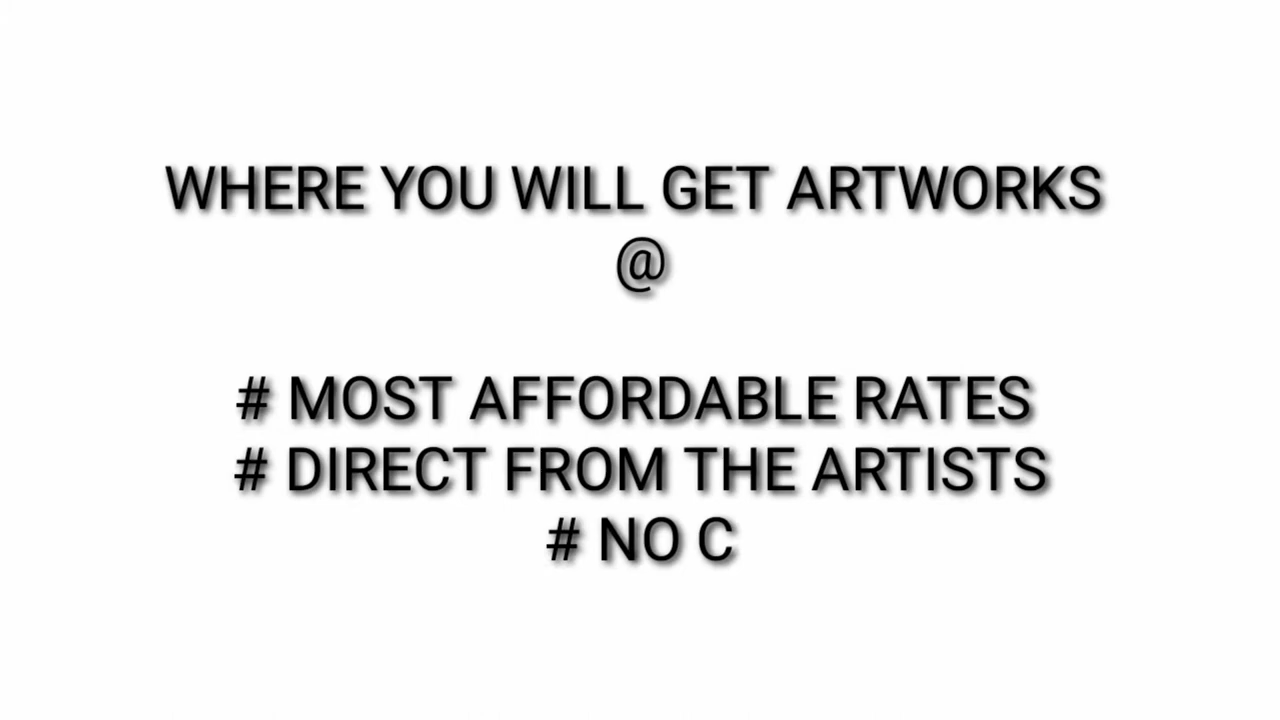 WHERE YOU WILL GET ARTWORKS
@
# MOST AFFORDABLE RATES
# DIRECT FROM THE ARTISTS
# NO C